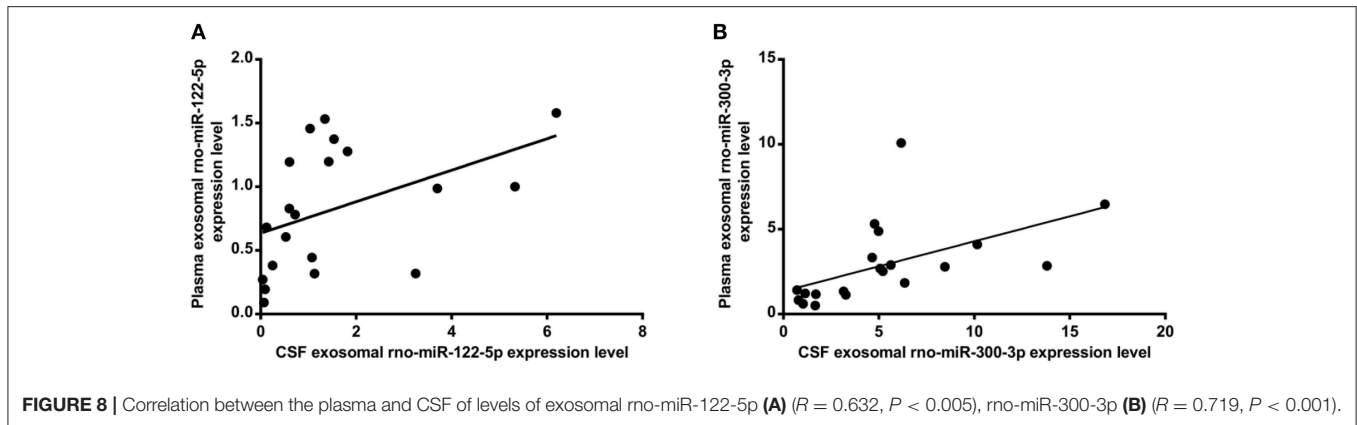 A
Plasma exosomal rno-miR-122-5p
expression level
2.0
1.5
1.0
0.5
0.0
0
2
4
6
8
CSF exosomal rno-miR-122-5p expression level
B
Plasma exosomal rno-miR-300-3p
expression level
15
10
5
0
0
5
10
15
20
CSF exosomal rno-miR-300-3p expression level
FIGURE 8 | Correlation between the plasma and CSF of levels of exosomal rno-miR-122-5p (A) (R = 0.632, P < 0.005), rno-miR-300-3p (B) (R = 0.719, P < 0.001).